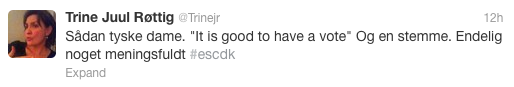 Trine Juul Røttig @Trinejr 12h
Sådan tyske dame. "It is good to have a vote" Og en stemme. Endelig
noget meningsfuldt #escdk
Expand